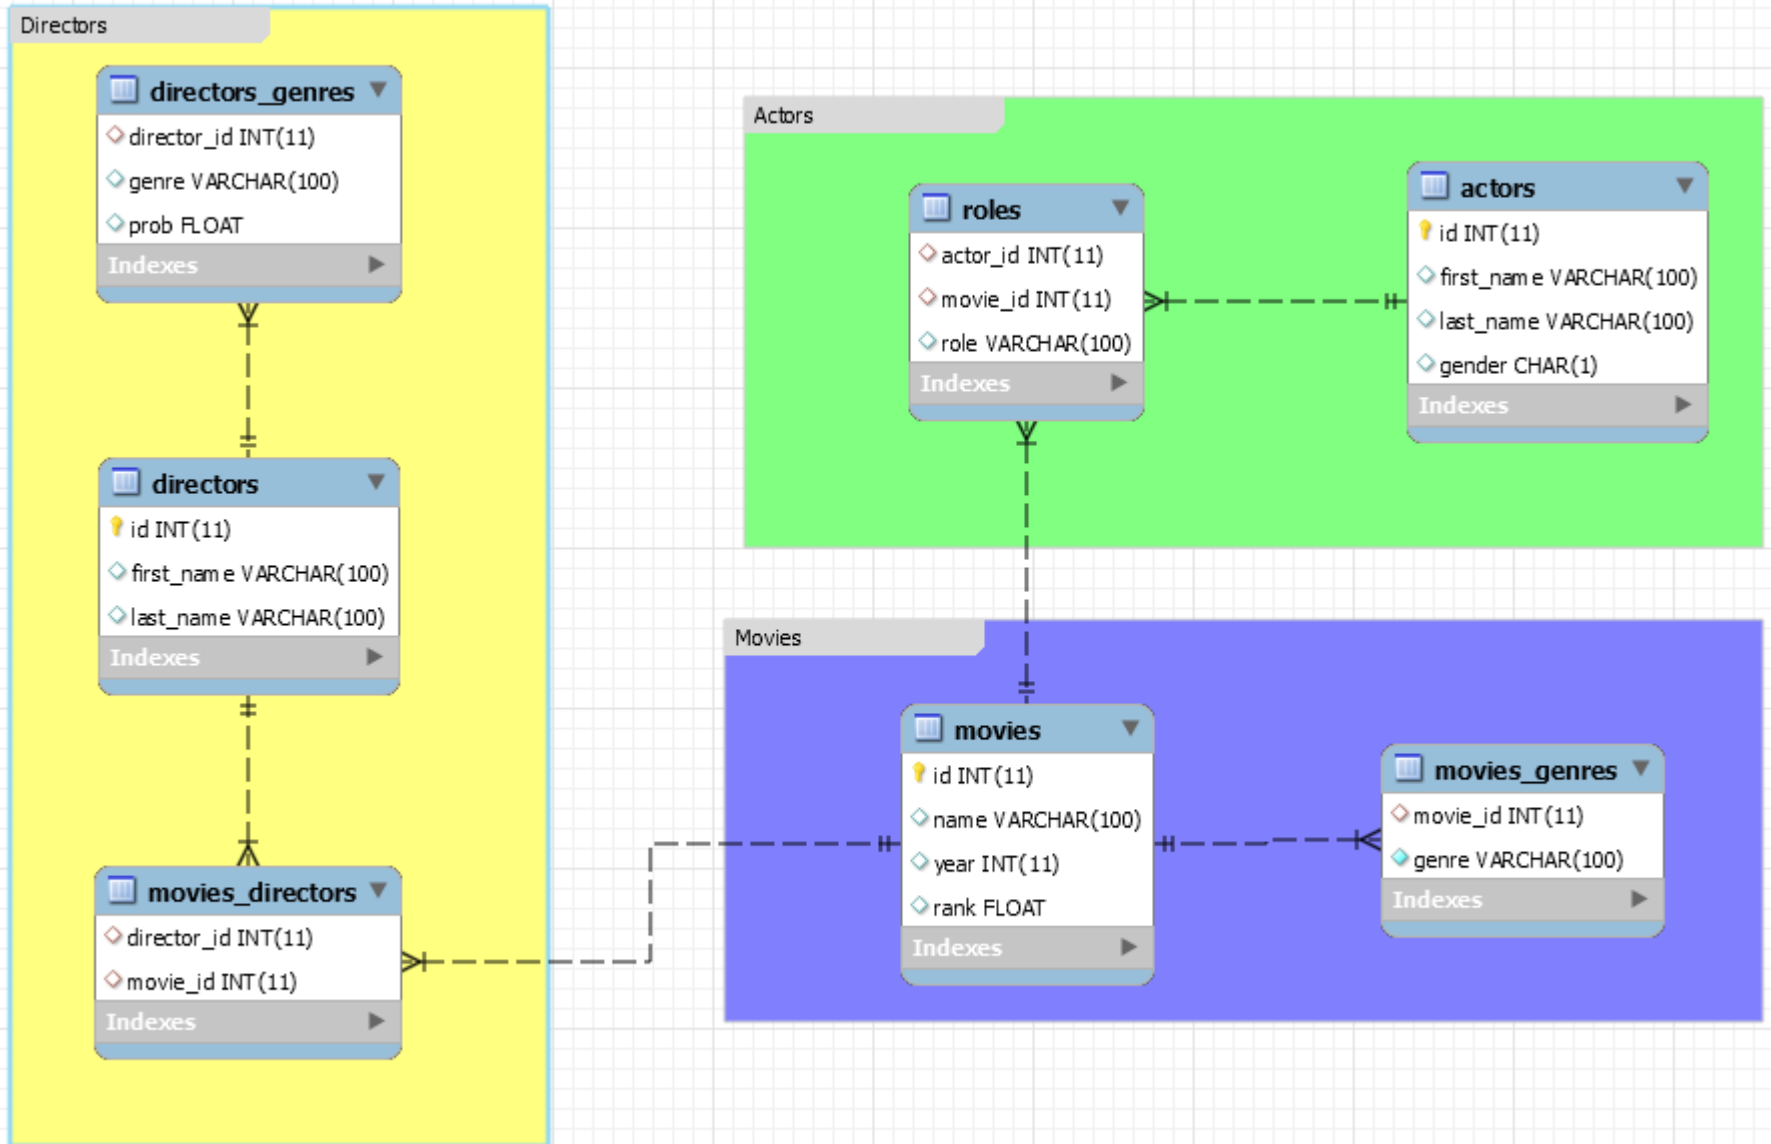 Directors
directors_genres
director_id INT(11)
genre VARCHAR(100)
prob FLOAT
Indexes
directors
id INT(11)
first_name VARCHAR(100)
last_name VARCHAR(100)
Indexes
movies_directors
director_id INT(11)
movie_id INT(11)
Indexes
Actors
roles
actor_id INT(11)
movie_id INT(11)
role VARCHAR(100)
Indexes
actors
id INT(11)
first_name VARCHAR(100)
last_name VARCHAR(100)
gender CHAR(1)
Indexes
Movies
movies
id INT(11)
name VARCHAR(100)
year INT(11)
rank FLOAT
Indexes
movies_genres
movie_id INT(11)
genre VARCHAR(100)
Indexes